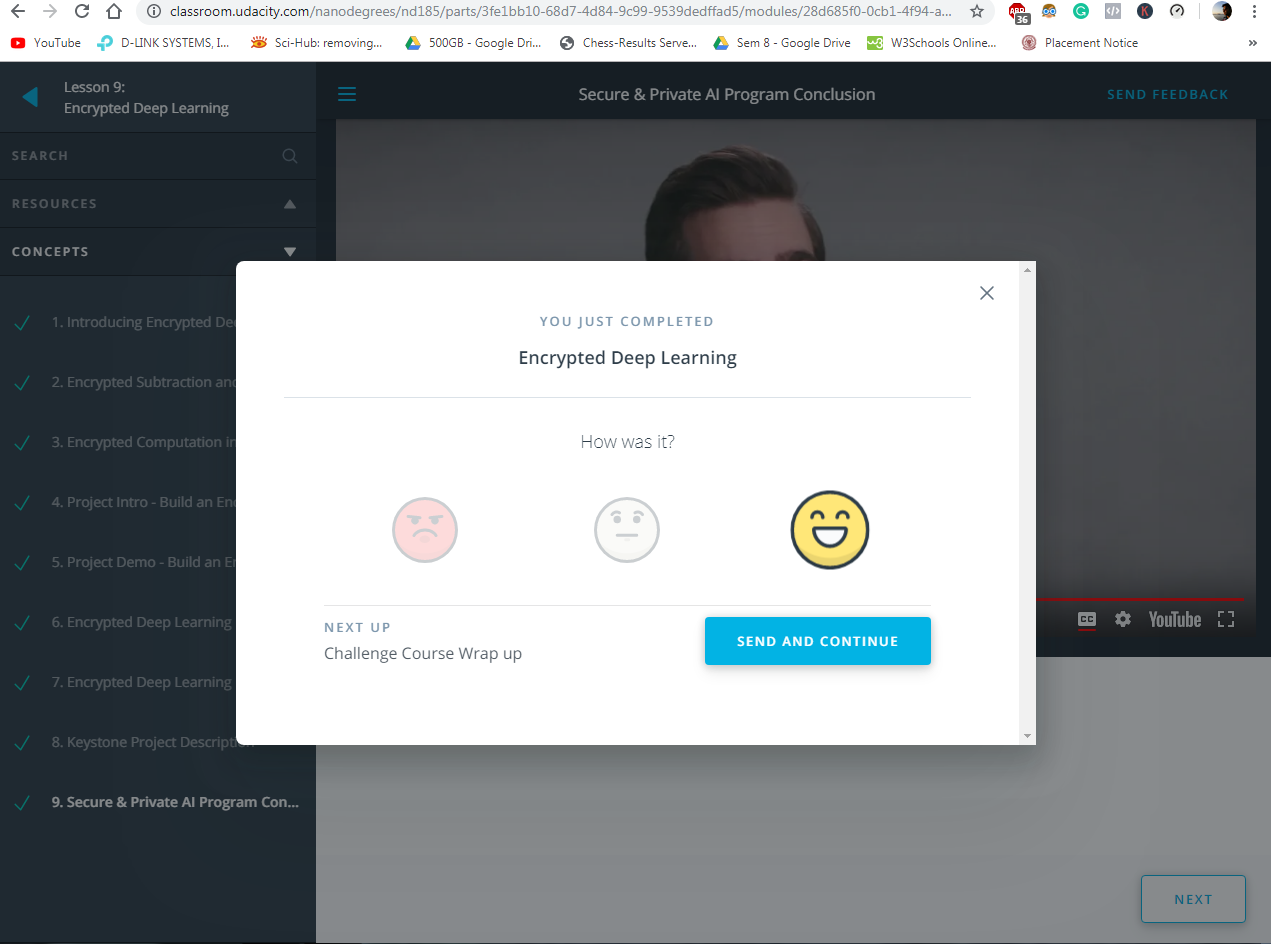 classroom.udacity.com/nanodegrees/nd185/parts/3fe1bb10-68d7-4d84-9c99-9539dedffad5/modules/28d685f0-0cb1-4f94-a...
ABP
36
G
K
YouTube
D-LINK SYSTEMS, I...
Sci-Hub: removing...
500GB - Google Dri...
Chess-Results Serve...
Sem 8 - Google Drive
W3Schools Online...
Placement Notice
»
Lesson 9:
Encrypted Deep Learning
Secure & Private AI Program Conclusion
SEND FEEDBACK
SEARCH
RESOURCES
CONCEPTS
1. Introducing Encrypted
2. Encrypted Subtraction
3. Encrypted Computation
4. Project Intro - Build an
5. Project Demo - Build an
6. Encrypted Deep Learning
7. Encrypted Deep Learning
8. Keystone Project Description
9. Secure & Private AI Program Con...
YOU JUST COMPLETED
Encrypted Deep Learning
How was it?
NEXT UP
Challenge Course Wrap up
SEND AND CONTINUE
CC
YouTube
NEXT